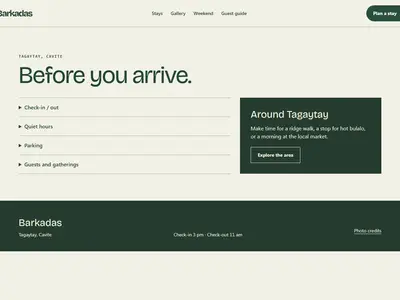 Barkadas
Stays Gallery Weekend Guest guide
Plan a stay
TAGAYTAY, CAVITE
Before you arrive.
Check-in / out
Quiet hours
Parking
Guests and gatherings
Around Tagaytay
Make time for a ridge walk, a stop for hot bulalo,
or a morning at the local market.
Explore the area
Barkadas
Tagaytay, Cavite
Check-in 3 pm · Check-out 11 am
Photo credits